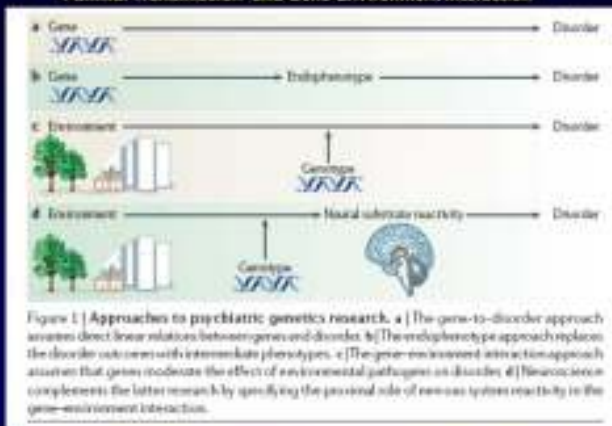 a Gene Disorder
b Gene Endophenotype Disorder
c Environment Disorder
Genotype
d Environment Neural substrate reactivity Disorder
Genotype
Figure 1 | Approaches to psychiatric genetics research. a | The gene-to-disorder approach
assumes direct linear relations between genes and disorder. b | The endophenotype approach replaces
the disorder outcomes with intermediate phenotypes. c | The gene–environment interaction approach
assumes that genes moderate the effect of environmental pathogens on disorder. d | Neuroscience
complements the latter research by specifying the proximal role of nervous system reactivity in the
gene–environment interaction.